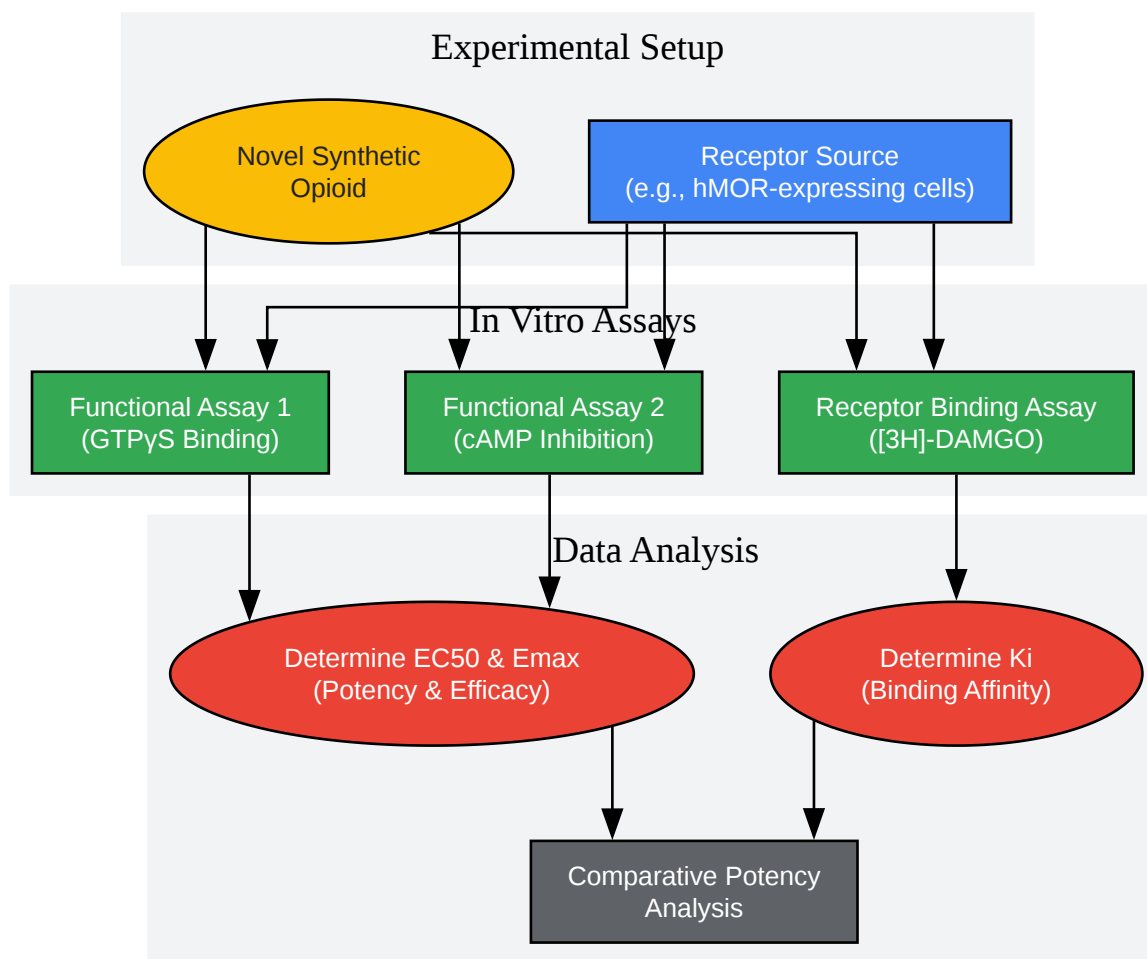 Experimental Setup
Novel Synthetic
Opioid
Receptor Source
(e.g., hMOR-expressing cells)
In Vitro Assays
Functional Assay 1
(GTPγS Binding)
Functional Assay 2
(cAMP Inhibition)
Receptor Binding Assay
([3H]-DAMGO)
Data Analysis
Determine EC50 & Emax
(Potency & Efficacy)
Determine Ki
(Binding Affinity)
Comparative Potency
Analysis